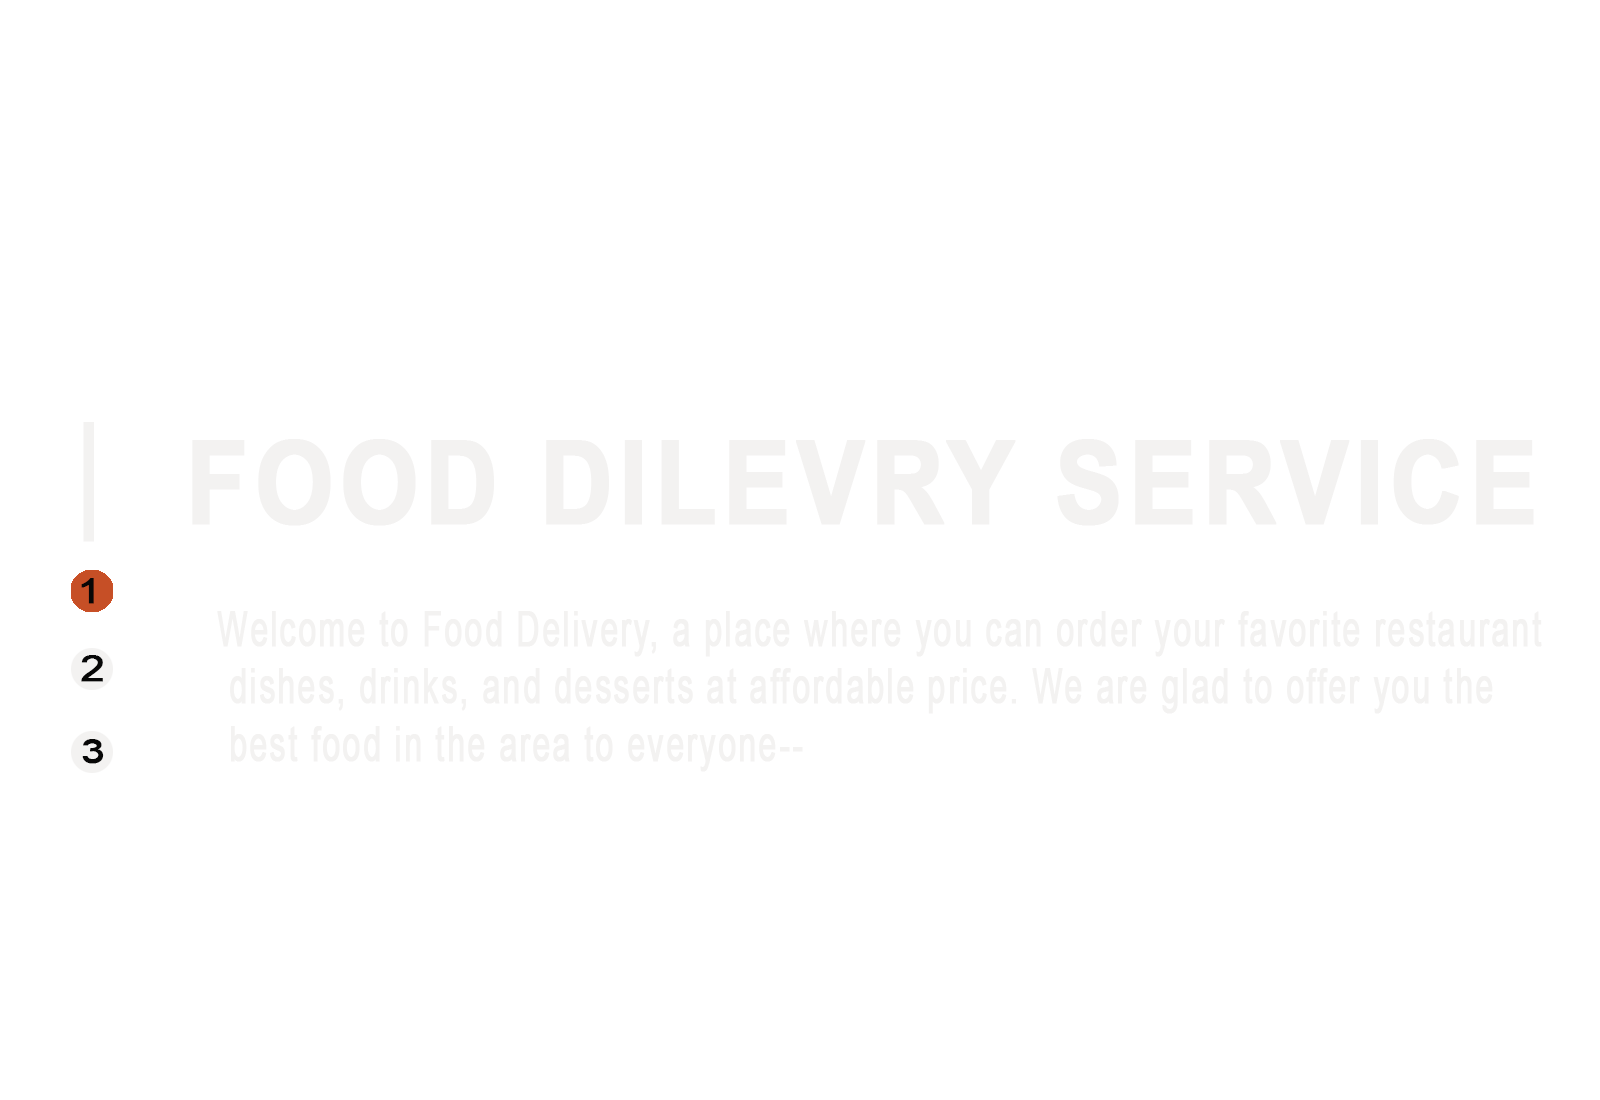 FOOD DILEVRY SERVICE
1
Welcome to Food Delivery, a place where you can order your favorite restaurant
2
dishes, drinks, and desserts at affordable price. We are glad to offer you the
3
best food in the area to everyone--